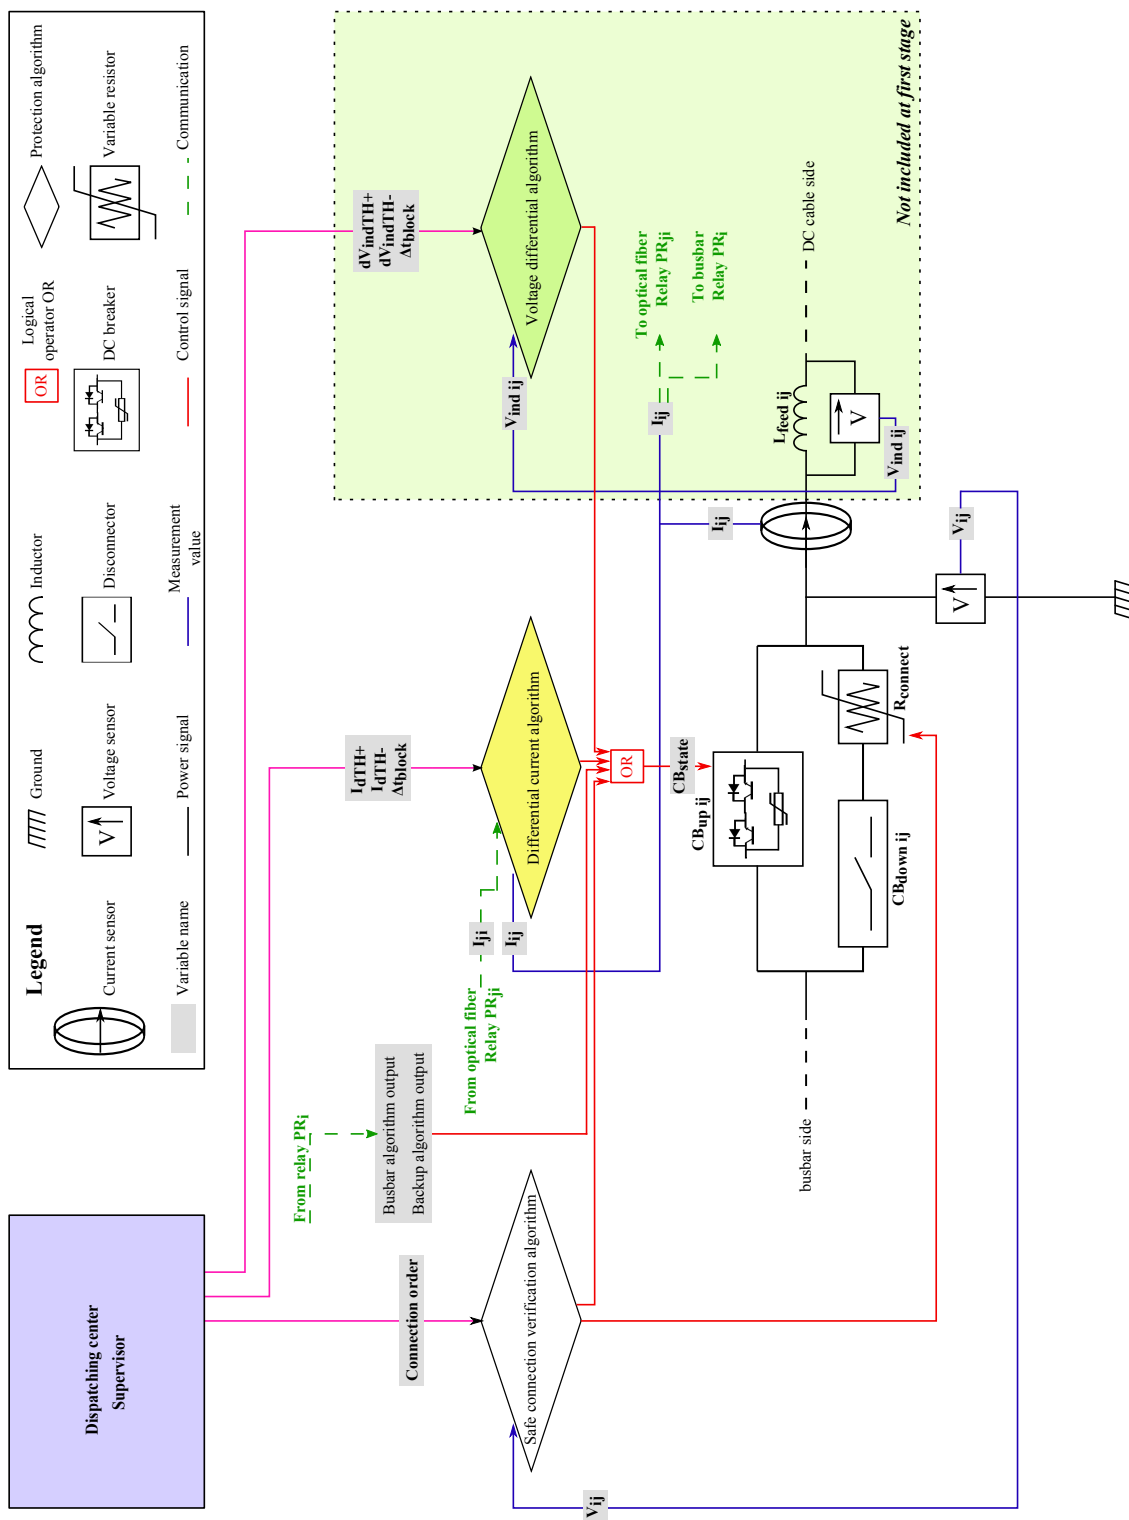 Legend
Ground
Inductor
Logical
operator OR
OR
Protection algorithm
Current sensor
Voltage sensor
V
Disconnector
DC breaker
Variable resistor
Variable name
Power signal
Measurement
value
Control signal
Communication
Dispatching center
Supervisor
From relay PRi
Connection order
Busbar algorithm output
Backup algorithm output
IdTH+
IdTH-
Δtblock
dVindTH+
dVindTH-
Δtblock
From optical fiber
Relay PRji
Iji
Iij
Vind ij
Safe connection verification algorithm
Differential current algorithm
Voltage differential algorithm
Vij
OR
CBstate
Iij
To optical fiber
Relay PRji
To busbar
Relay PRi
CBup ij
Iij
Lfeed ij
busbar side
DC cable side
V
Vind ij
CBdown ij
Rconnect
Not included at first stage
V
Vij